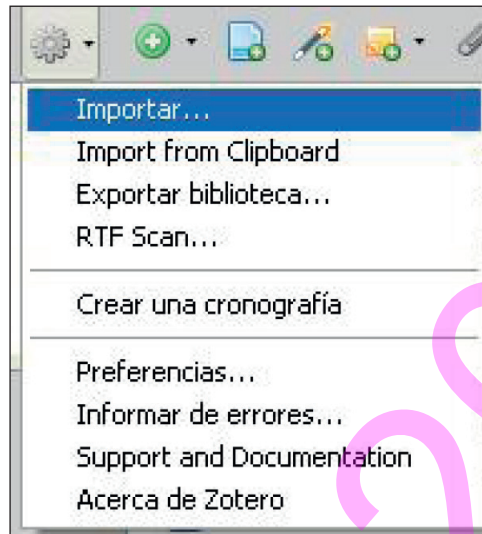 Importar...
Import from Clipboard
Exportar biblioteca...
RTF Scan...
Crear una cronografía
Preferencias...
Informar de errores...
Support and Documentation
Acerca de Zotero